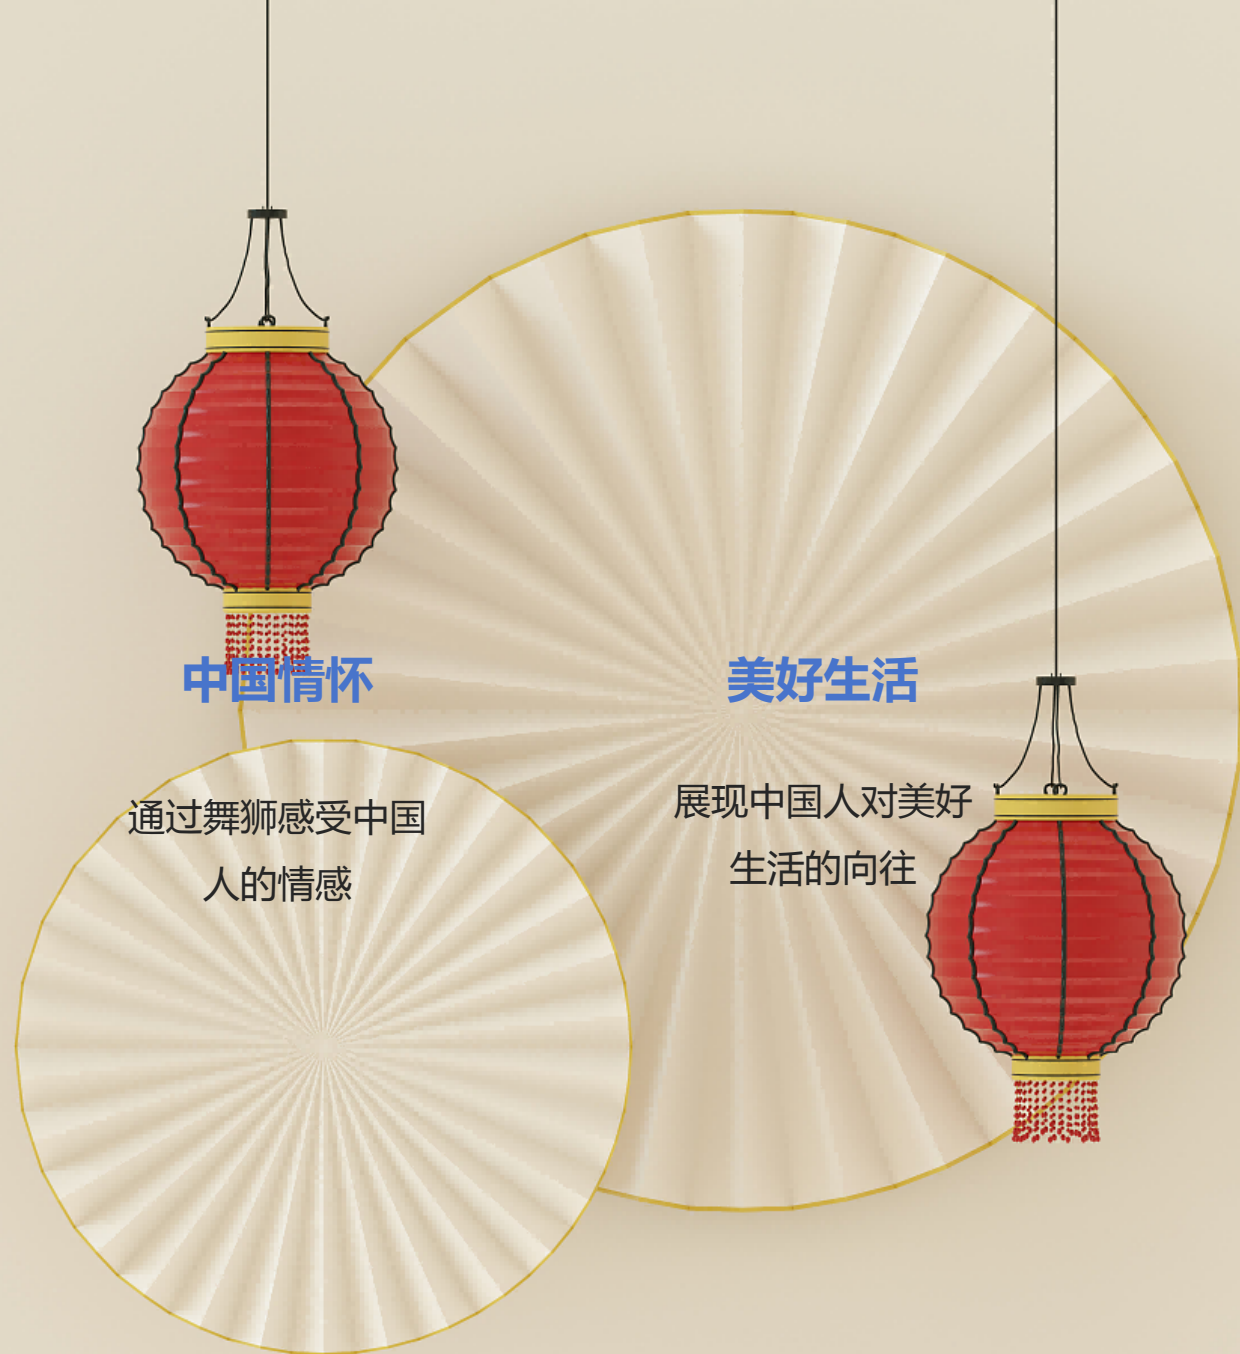 中国情怀
通过舞狮感受中国
人的情感
美好生活
展现中国人对美好
生活的向往